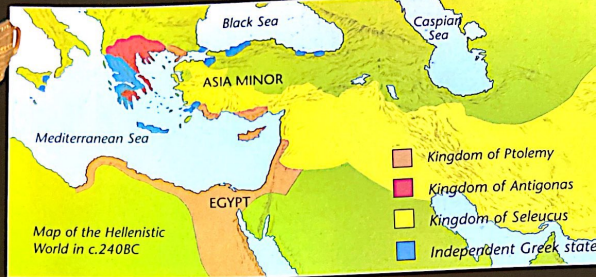 Black Sea
Caspian
Sea
ASIA MINOR
Mediterranean Sea
EGYPT
Map of the Hellenistic
World in c.240BC
Kingdom of Ptolemy
Kingdom of Antigonas
Kingdom of Seleucus
Independent Greek state